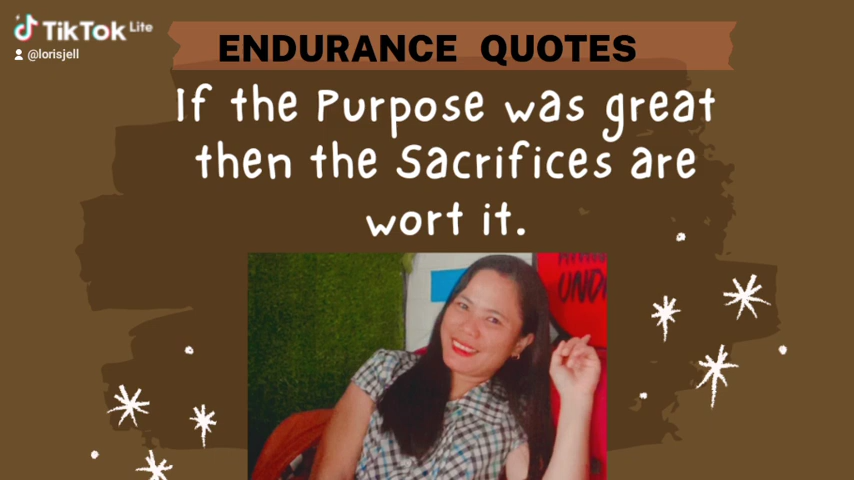 TikTok Lite
@lorisjell
ENDURANCE QUOTES
If the Purpose was great
then the Sacrifices are
wort it.